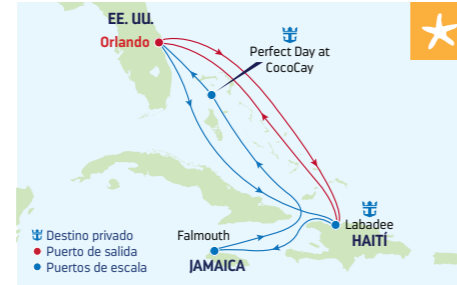 EE. UU.
Orlando
Perfect Day at
CocoCay
Labadee
HAITÍ
Falmouth
JAMAICA
Destino privado
Puerto de salida
Puertos de escala